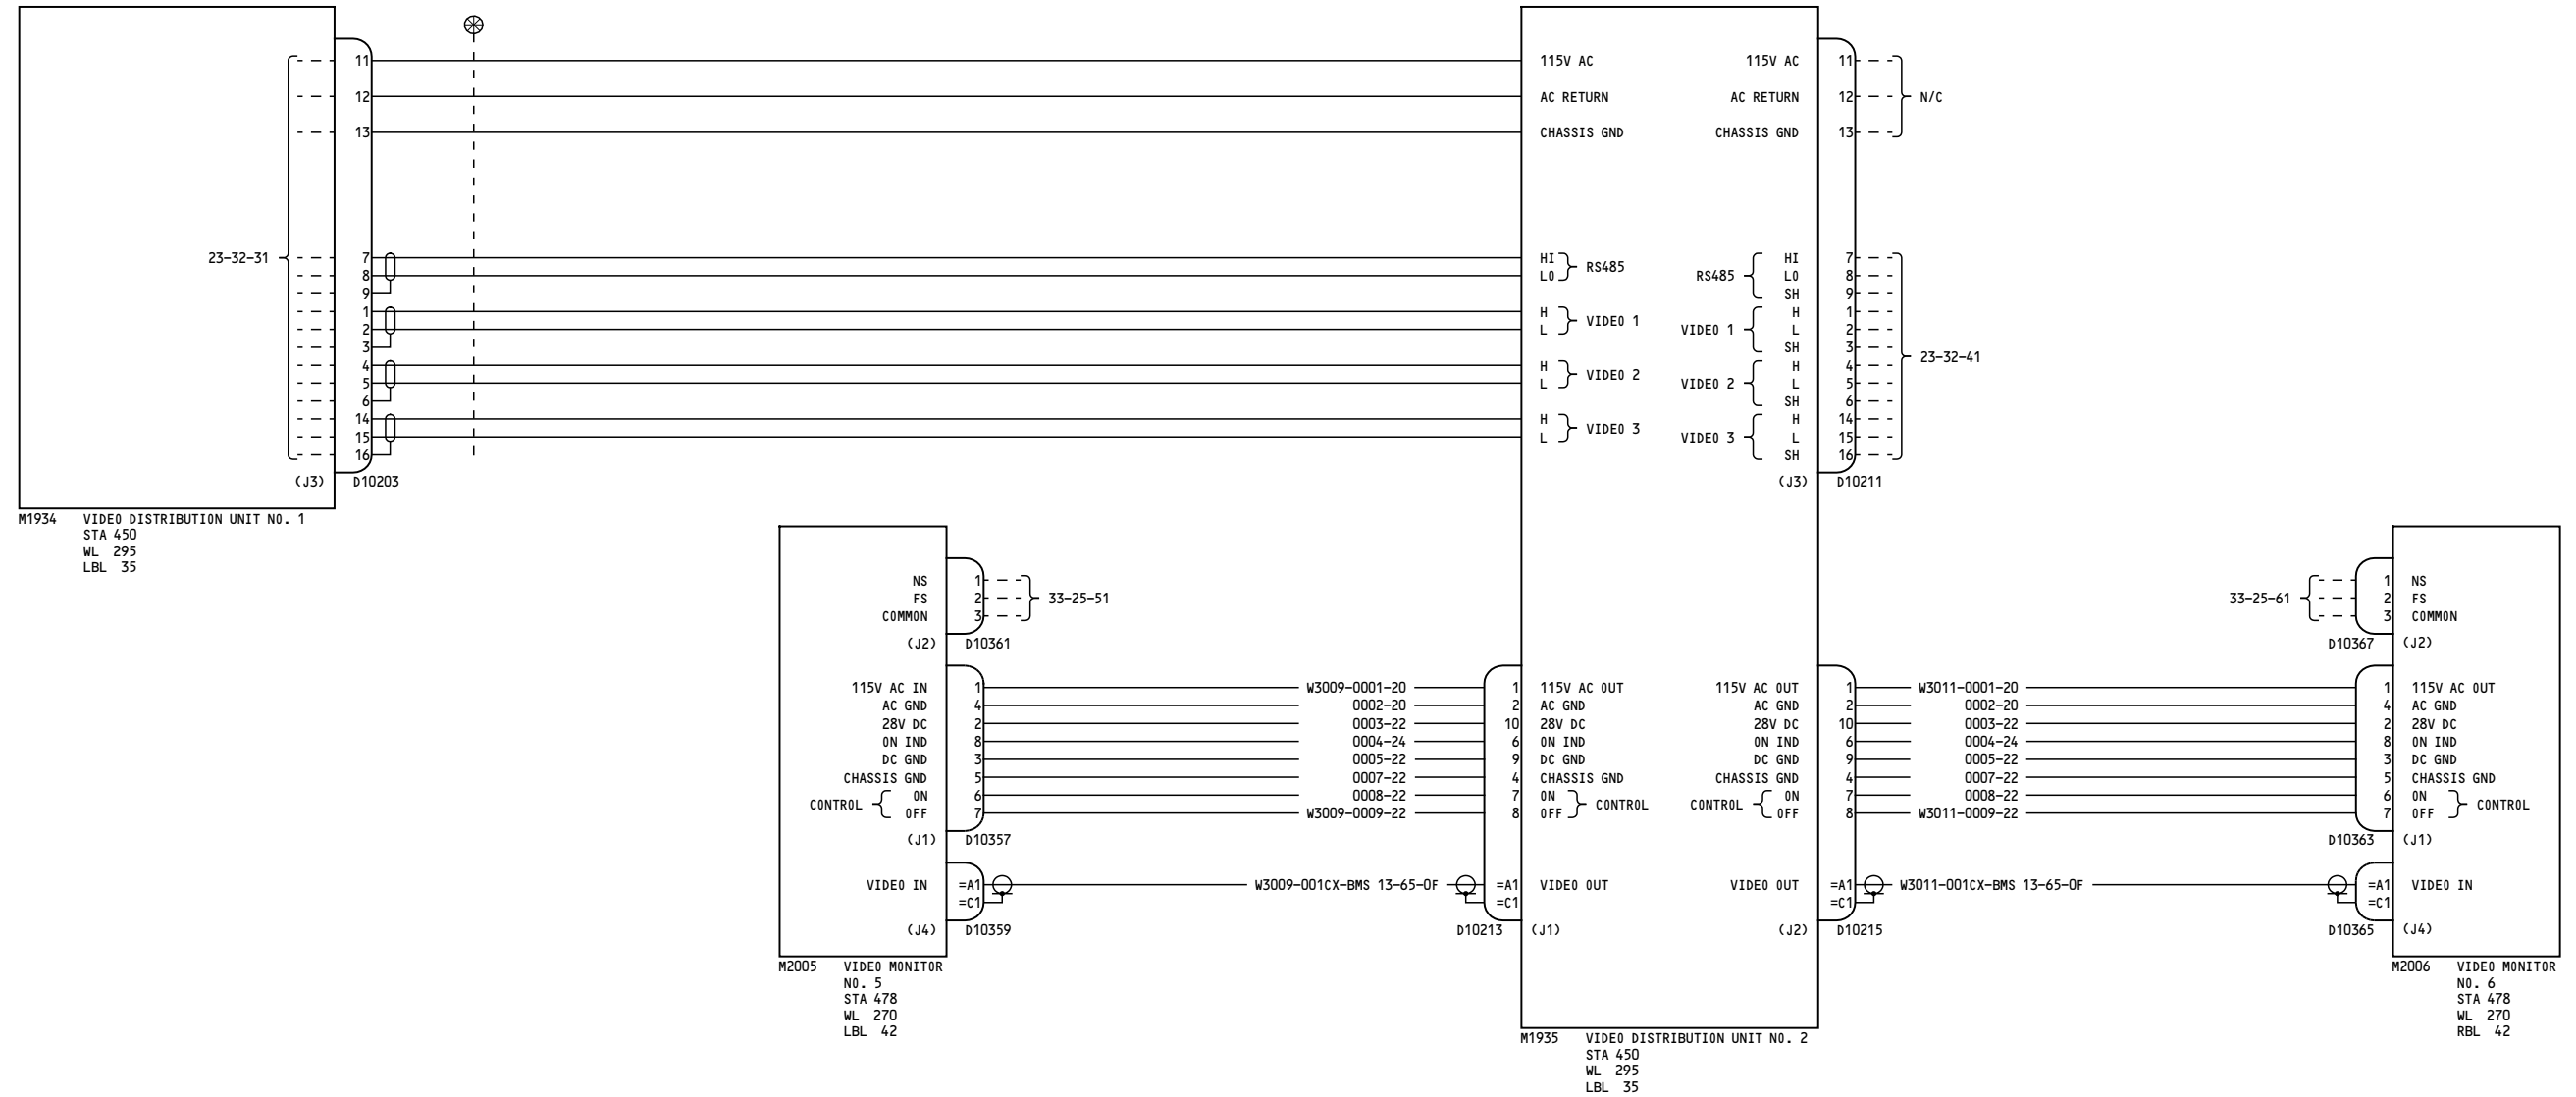 11 115V AC 115V AC 11
12 AC RETURN AC RETURN 12 N/C
13 CHASSIS GND CHASSIS GND 13
23-32-31
7 HI HI 7
RS485
8 LO RS485 LO 8
9 SH 9
1 H H 1
VIDEO 1
2 L VIDEO 1 L 2
3 SH 3
23-32-41
4 H H 4
VIDEO 2
5 L VIDEO 2 L 5
6 SH 6
14 H H 14
VIDEO 3
15 L VIDEO 3 L 15
16 SH 16
(J3) D10203 (J3) D10211
M1934 VIDEO DISTRIBUTION UNIT NO. 1
STA 450
WL 295
LBL 35
NS 1 1 NS
FS 2 33-25-51 33-25-61 2 FS
COMMON 3 3 COMMON
(J2) D10361 D10367 (J2)
115V AC IN 1 W3009-0001-20 1 115V AC OUT 115V AC OUT 1 W3011-0001-20 1 115V AC OUT
AC GND 4 0002-20 2 AC GND AC GND 2 0002-20 4 AC GND
28V DC 2 0003-22 10 28V DC 28V DC 10 0003-22 2 28V DC
ON IND 8 0004-24 6 ON IND ON IND 6 0004-24 8 ON IND
DC GND 3 0005-22 9 DC GND DC GND 9 0005-22 3 DC GND
CHASSIS GND 5 0007-22 4 CHASSIS GND CHASSIS GND 4 0007-22 5 CHASSIS GND
ON 6 0008-22 7 ON ON 7 0008-22 6 ON
CONTROL CONTROL CONTROL CONTROL
OFF 7 W3009-0009-22 8 OFF OFF 8 W3011-0009-22 7 OFF
(J1) D10357 D10363 (J1)
VIDEO IN =A1 W3009-001CX-BMS 13-65-OF =A1 VIDEO OUT VIDEO OUT =A1 W3011-001CX-BMS 13-65-OF =A1 VIDEO IN
=C1 =C1 =C1 =C1
(J4) D10359 D10213 (J1) (J2) D10215 D10365 (J4)
M2005 VIDEO MONITOR
NO. 5
STA 478
WL 270
LBL 42
M2006 VIDEO MONITOR
NO. 6
STA 478
WL 270
RBL 42
M1935 VIDEO DISTRIBUTION UNIT NO. 2
STA 450
WL 295
LBL 35